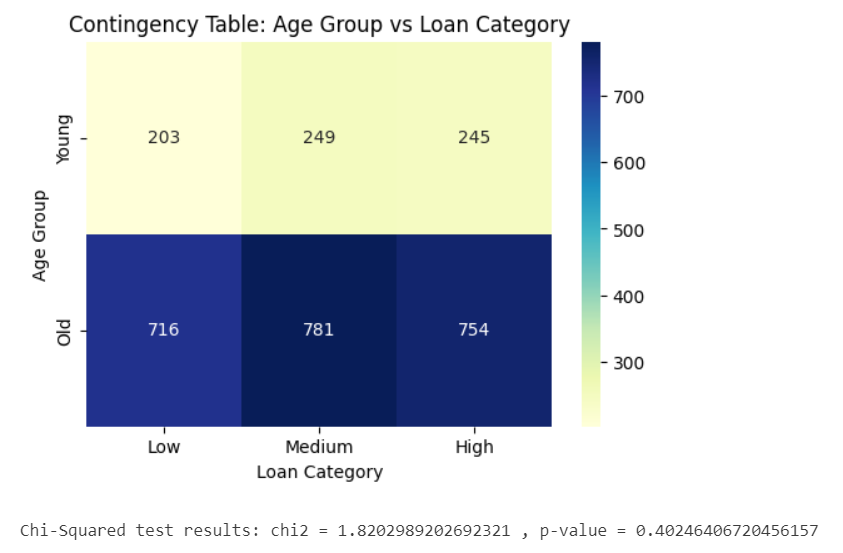 Contingency Table: Age Group vs Loan Category
Age Group
Young
203 249 245
700
600
500
400
300
Old
716 781 754
Low Medium High
Loan Category
Chi-Squared test results: chi2 = 1.8202989202692321 , p-value = 0.40246406720456157